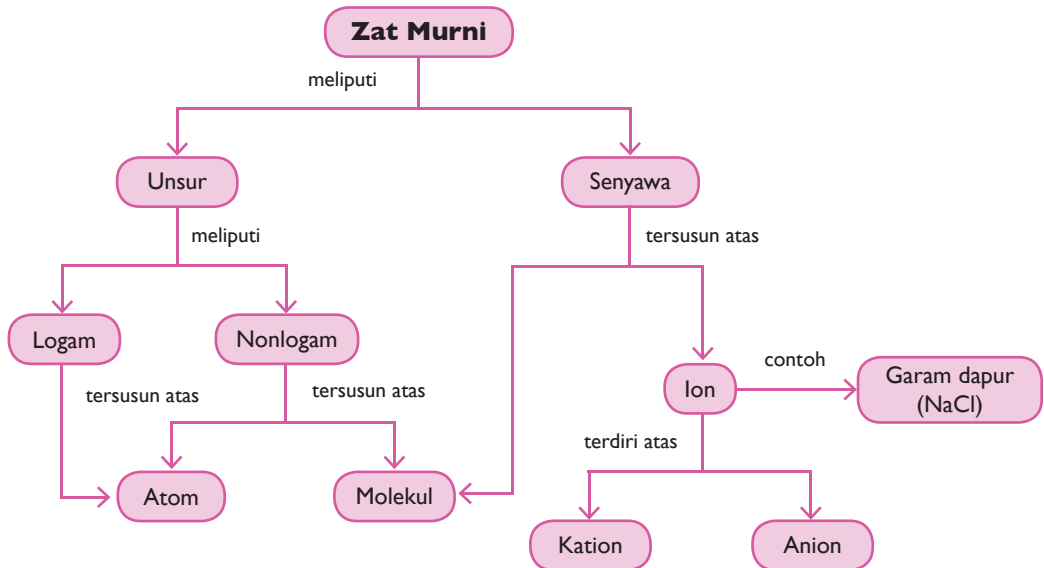 Zat Murni
meliputi
Unsur
Senyawa
meliputi
tersusun atas
Logam
Nonlogam
contoh
Ion
Garam dapur
(NaCl)
tersusun atas
tersusun atas
terdiri atas
Atom
Molekul
Kation
Anion